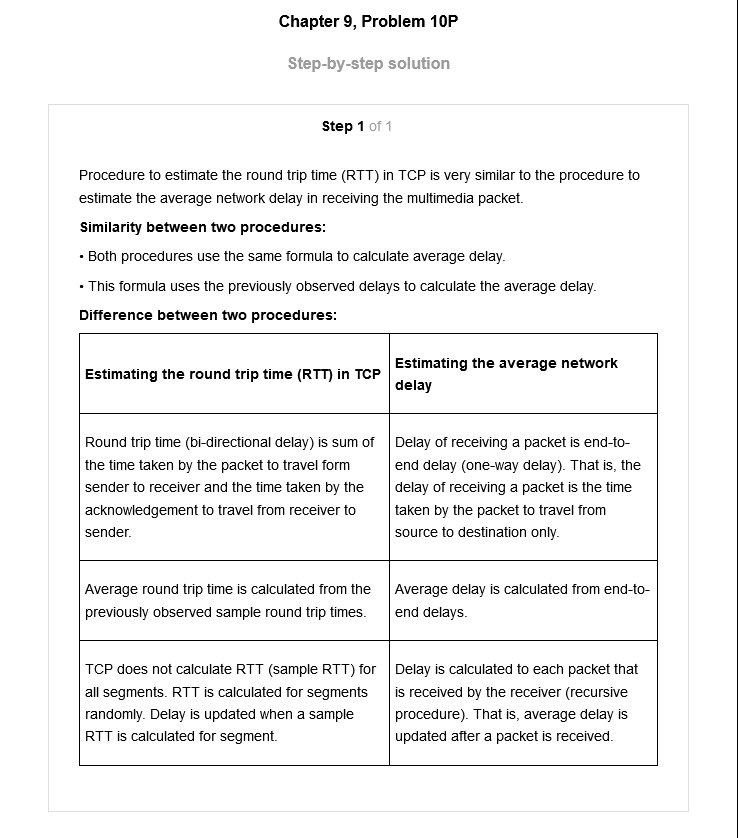 Chapter 9, Problem 10P
Step-by-step solution
Step 1 of 1
Procedure to estimate the round trip time (RTT) in TCP is very similar to the procedure to
estimate the average network delay in receiving the multimedia packet.
Similarity between two procedures:
• Both procedures use the same formula to calculate average delay.
• This formula uses the previously observed delays to calculate the average delay.
Difference between two procedures:
Estimating the round trip time (RTT) in TCP
Estimating the average network
delay
Round trip time (bi-directional delay) is sum of
the time taken by the packet to travel form
sender to receiver and the time taken by the
acknowledgement to travel from receiver to
sender.
Delay of receiving a packet is end-to-
end delay (one-way delay). That is, the
delay of receiving a packet is the time
taken by the packet to travel from
source to destination only.
Average round trip time is calculated from the
previously observed sample round trip times.
Average delay is calculated from end-to-
end delays.
TCP does not calculate RTT (sample RTT) for
all segments. RTT is calculated for segments
randomly. Delay is updated when a sample
RTT is calculated for segment.
Delay is calculated to each packet that
is received by the receiver (recursive
procedure). That is, average delay is
updated after a packet is received.